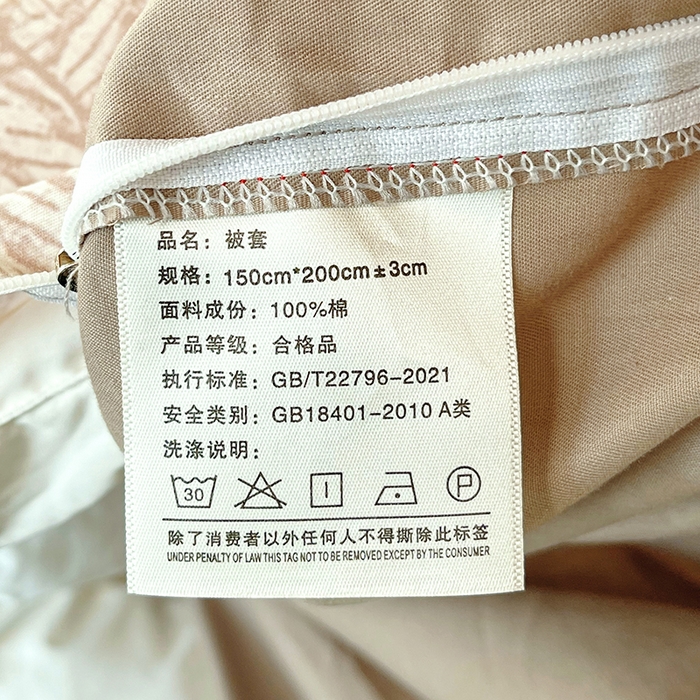 品名：被套
规格：150cm*200cm±3cm
面料成份：100%棉
产品等级：合格品
执行标准：GB/T22796-2021
安全类别：GB18401-2010 A类
洗涤说明：
30 P
除了消费者以外任何人不得撕除此标签
UNDER PENALTY OF LAW THIS TAG NOT TO BE REMOVED EXCEPT BY THE CONSUMER